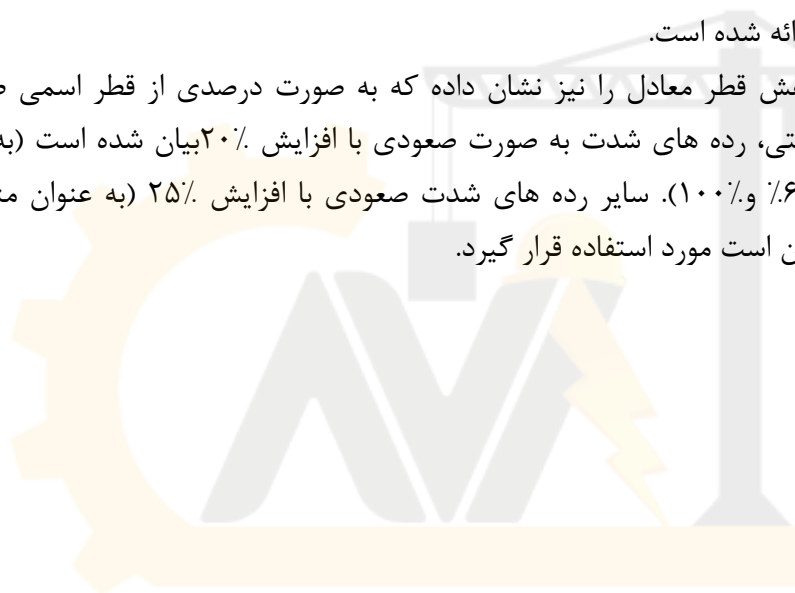 ائه شده است.
ش قطر معادل را نیز نشان داده که به صورت درصدی از قطر اسمی
تی، رده های شدت به صورت صعودی با افزایش ٪۲۰بیان شده است (به
٪ و٪۱۰۰). سایر رده های شدت صعودی با افزایش ٪۲۵ (به عنوان
ن است مورد استفاده قرار گیرد.